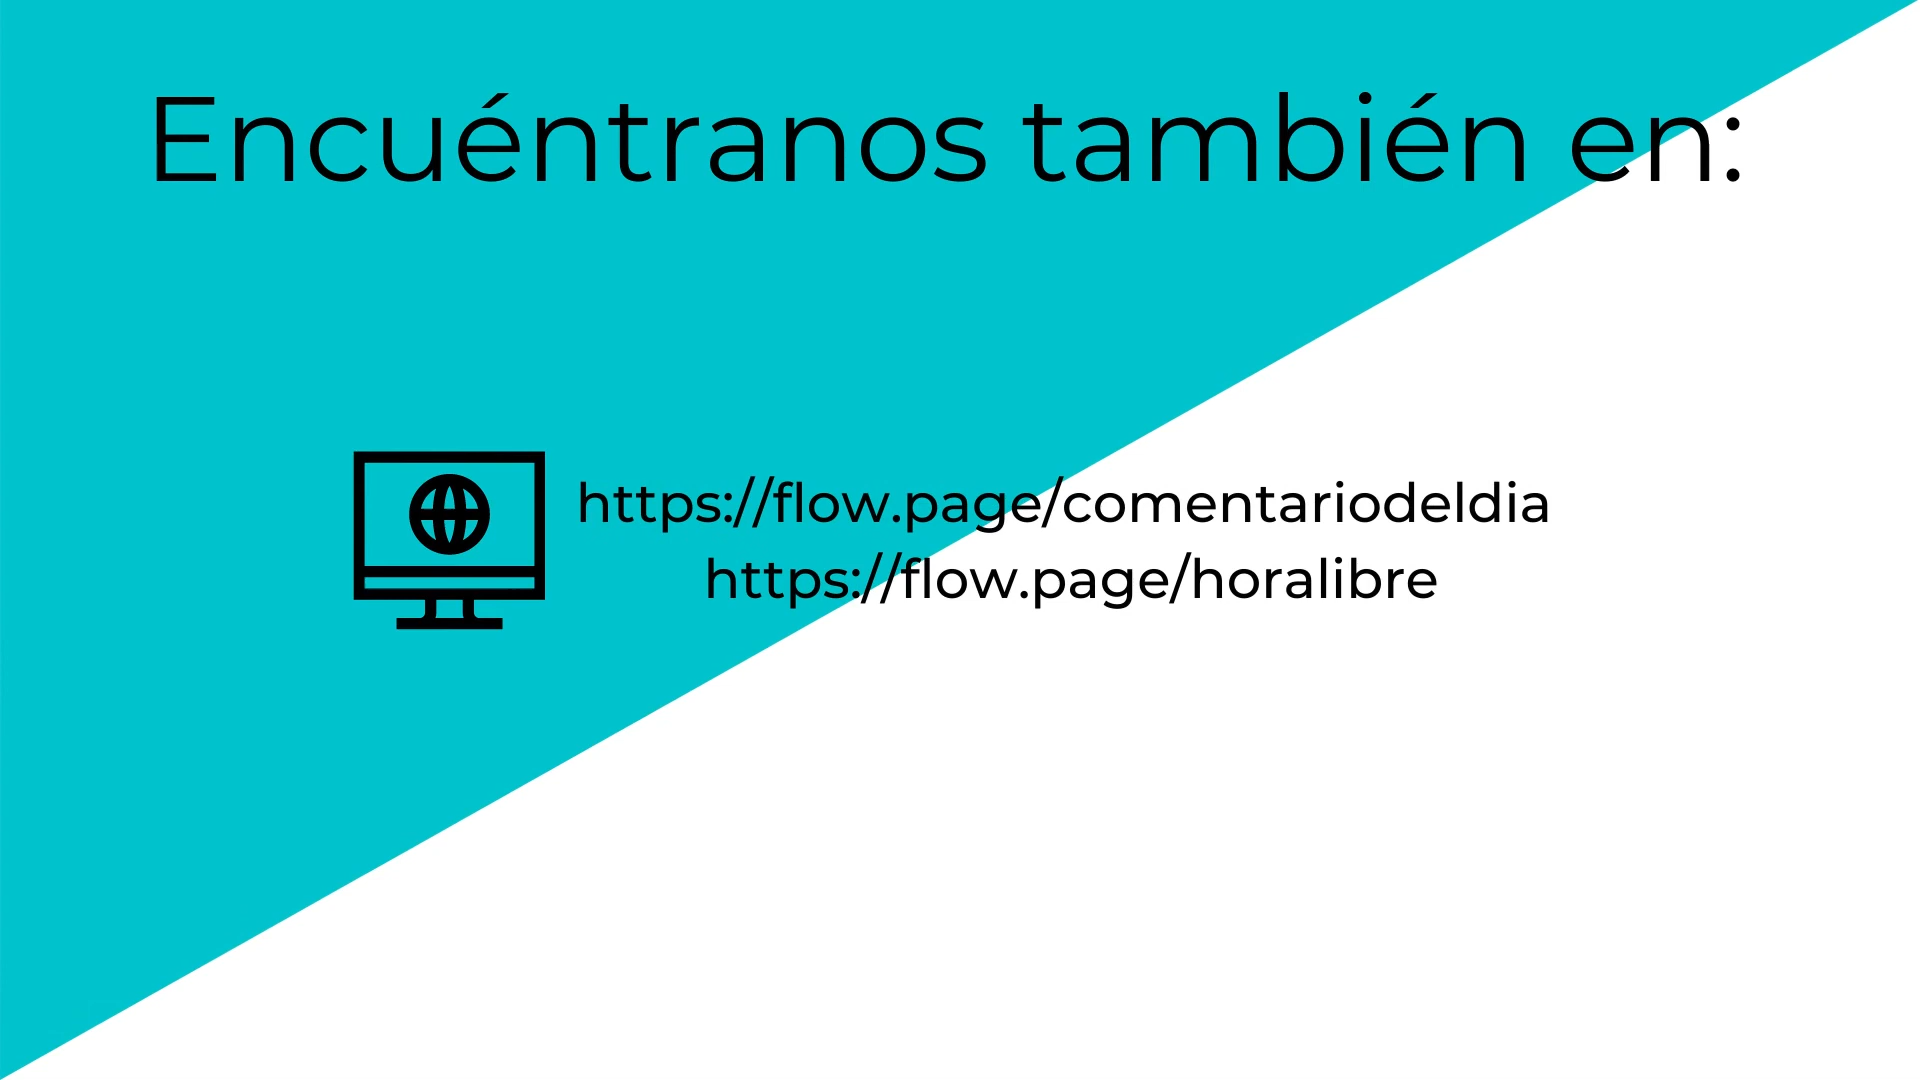 Encuéntranos también en:
https://flow.page/comentariodeldia
https://flow.page/horalibre